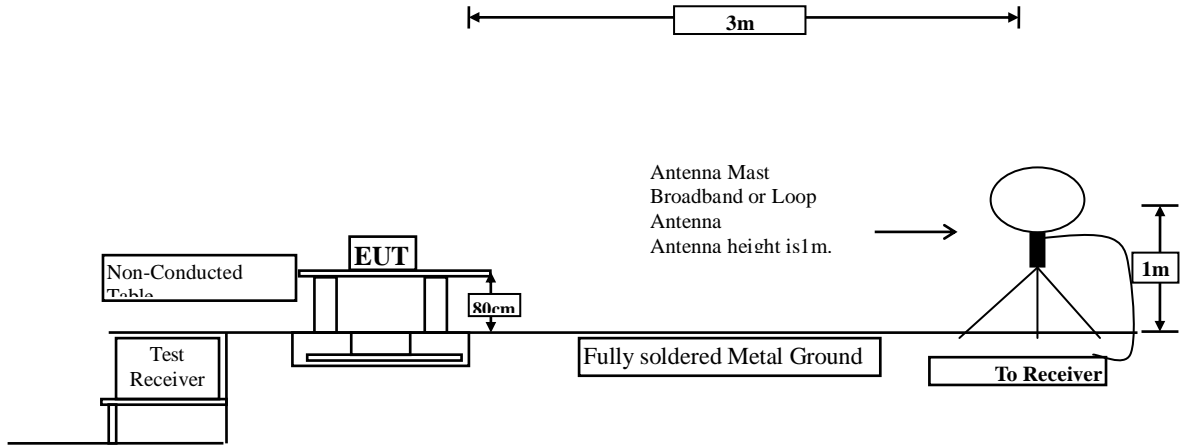 3m
Antenna Mast
Broadband or Loop
Antenna
Antenna height is1m.
EUT
Non-Conducted
Table
80cm
1m
Test
Receiver
Fully soldered Metal Ground
To Receiver